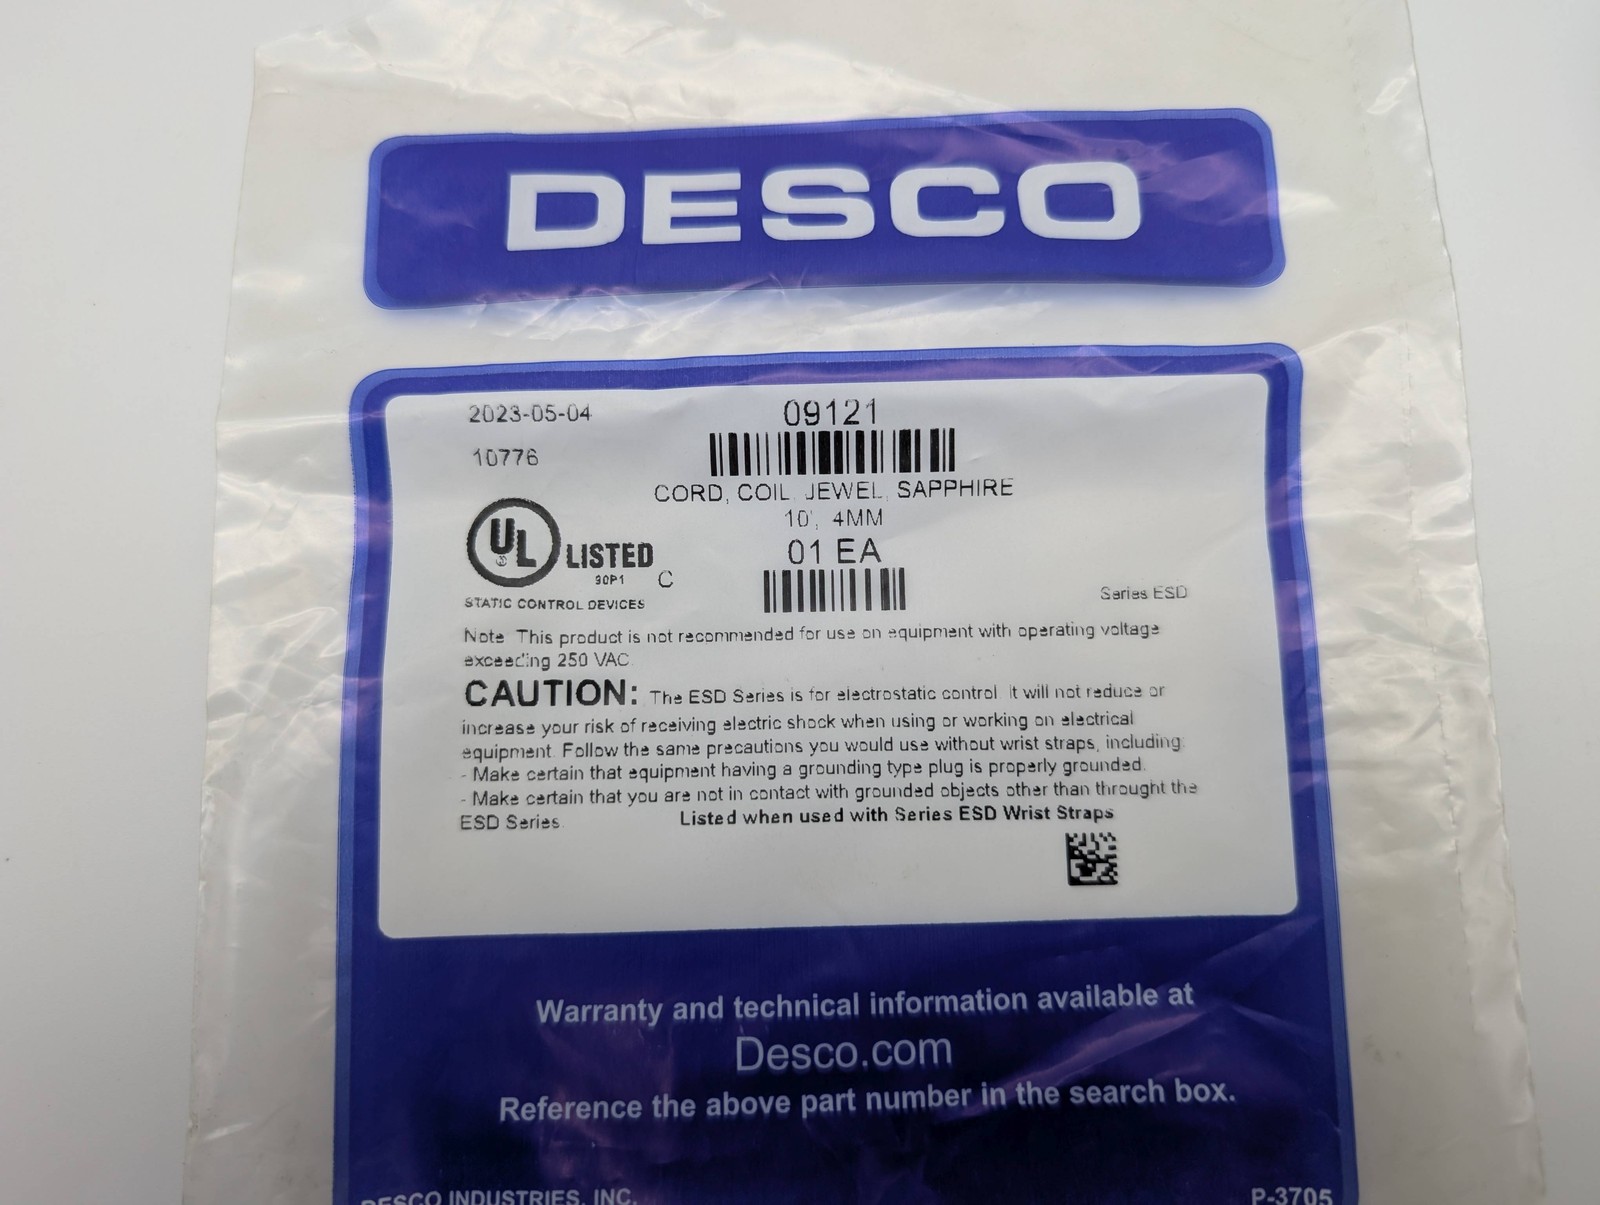 DESCO
2023-05-04
09121
10776
CORD, COIL, JEWEL, SAPPHIRE
10', 4MM
01 EA
UL
LISTED
90P1
C
STATIC CONTROL DEVICES
Series ESD
Note: This product is not recommended for use on equipment with operating voltage
exceeding 250 VAC.
CAUTION: The ESD Series is for electrostatic control. It will not reduce or
increase your risk of receiving electric shock when using or working on electrical
equipment. Follow the same precautions you would use without wrist straps, including:
- Make certain that equipment having a grounding type plug is properly grounded.
- Make certain that you are not in contact with grounded objects other than throught the
ESD Series. Listed when used with Series ESD Wrist Straps
Warranty and technical information available at
Desco.com
Reference the above part number in the search box.
DESCO INDUSTRIES, INC.
P-3705